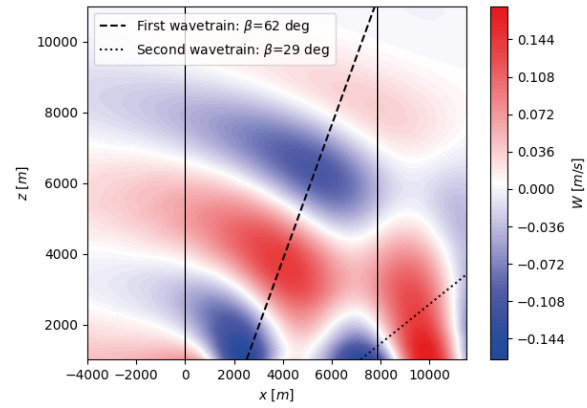 First wavetrain: β=62 deg
Second wavetrain: β=29 deg
10000
8000
6000
4000
2000
z [m]
−4000 −2000 0 2000 4000 6000 8000 10000
x [m]
0.144
0.108
0.072
0.036
0.000
−0.036
−0.072
−0.108
−0.144
W [m/s]